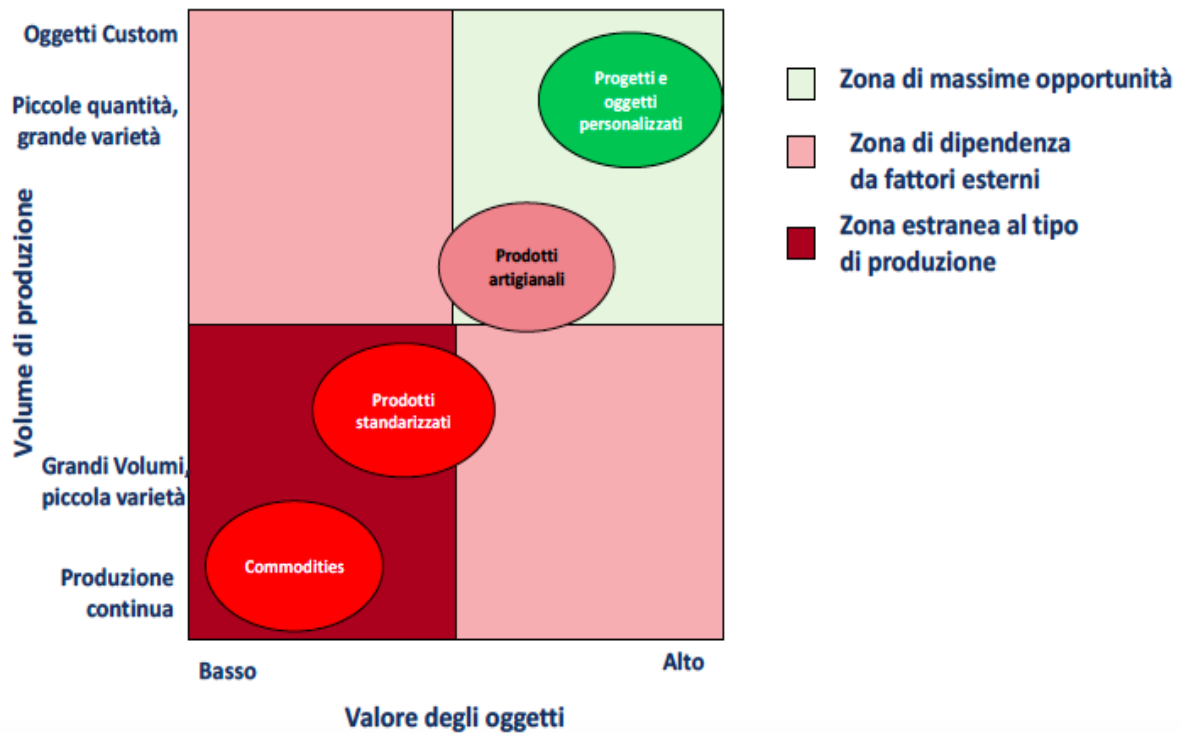 Oggetti Custom
Piccole quantità,
grande varietà
Volume di produzione
Grandi Volumi,
piccola varietà
Produzione
continua
Progetti e
oggetti
personalizzati
Prodotti
artigianali
Prodotti
standarizzati
Commodities
Basso
Alto
Valore degli oggetti
Zona di massime opportunità
Zona di dipendenza
da fattori esterni
Zona estranea al tipo
di produzione